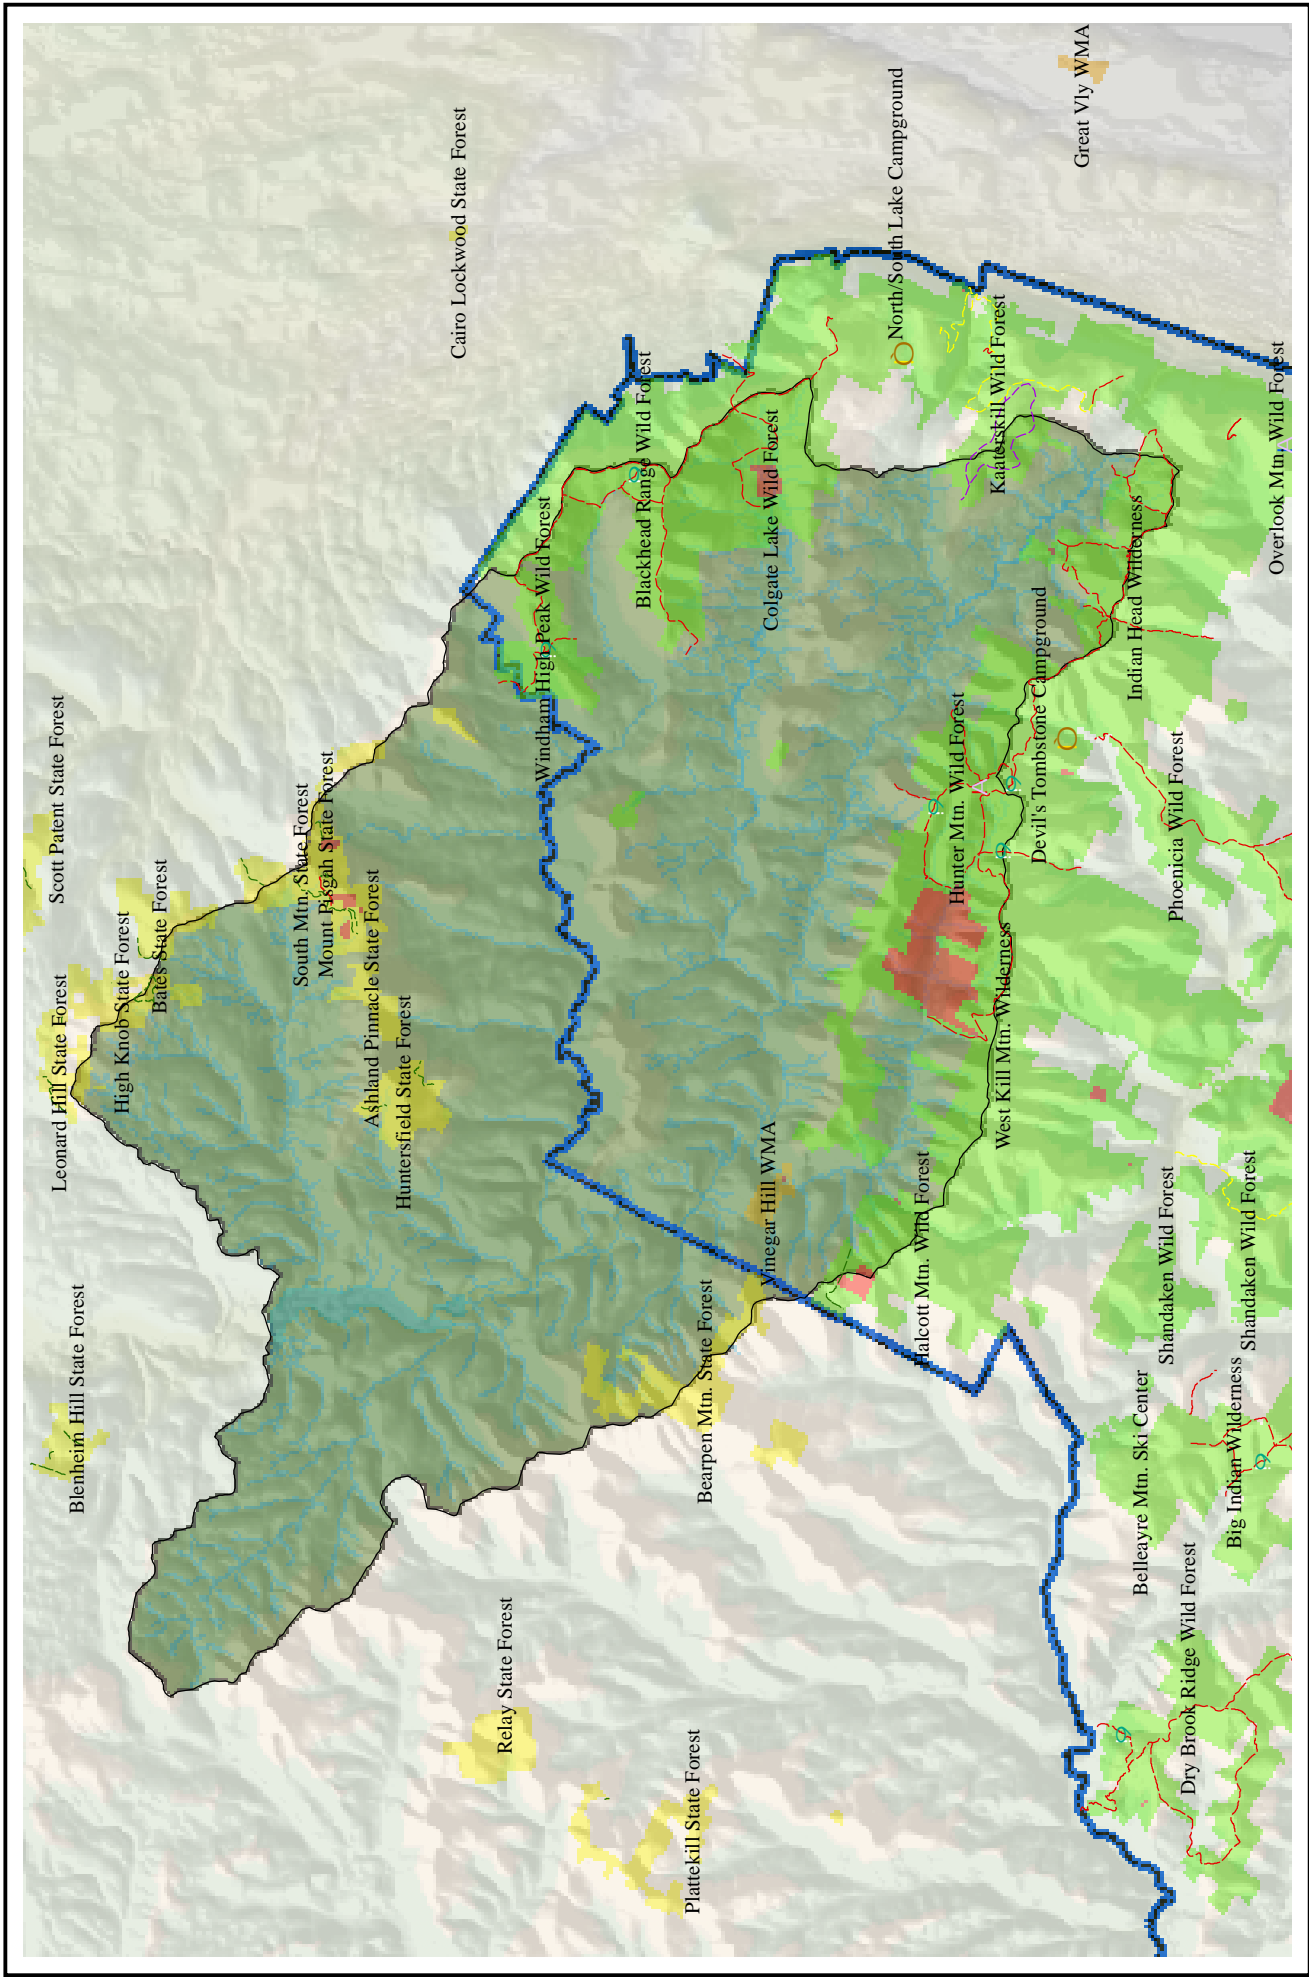 Scott Patent State Forest
Leonard Hill State Forest
Blenheim Hill State Forest
High Knob State Forest
Bates State Forest
South Mtn. State Forest
Mount Pisgah State Forest
Ashland Pinnacle State Forest
Huntersfield State Forest
Cairo Lockwood State Forest
Relay State Forest
Windham High Peak Wild Forest
Blackhead Range Wild Forest
Plattekill State Forest
Bearpen Mtn. State Forest
Vinegar Hill WMA
Colgate Lake Wild Forest
North/South Lake Campground
Halcott Mtn. Wild Forest
Hunter Mtn. Wild Forest
Kaaterskill Wild Forest
West Kill Mtn. Wilderness
Devil's Tombstone Campground
Great Vly WMA
Indian Head Wilderness
Belleayre Mtn. Ski Center
Shandaken Wild Forest
Phoenicia Wild Forest
Dry Brook Ridge Wild Forest
Big Indian Wilderness
Shandaken Wild Forest
Overlook Mtn. Wild Forest